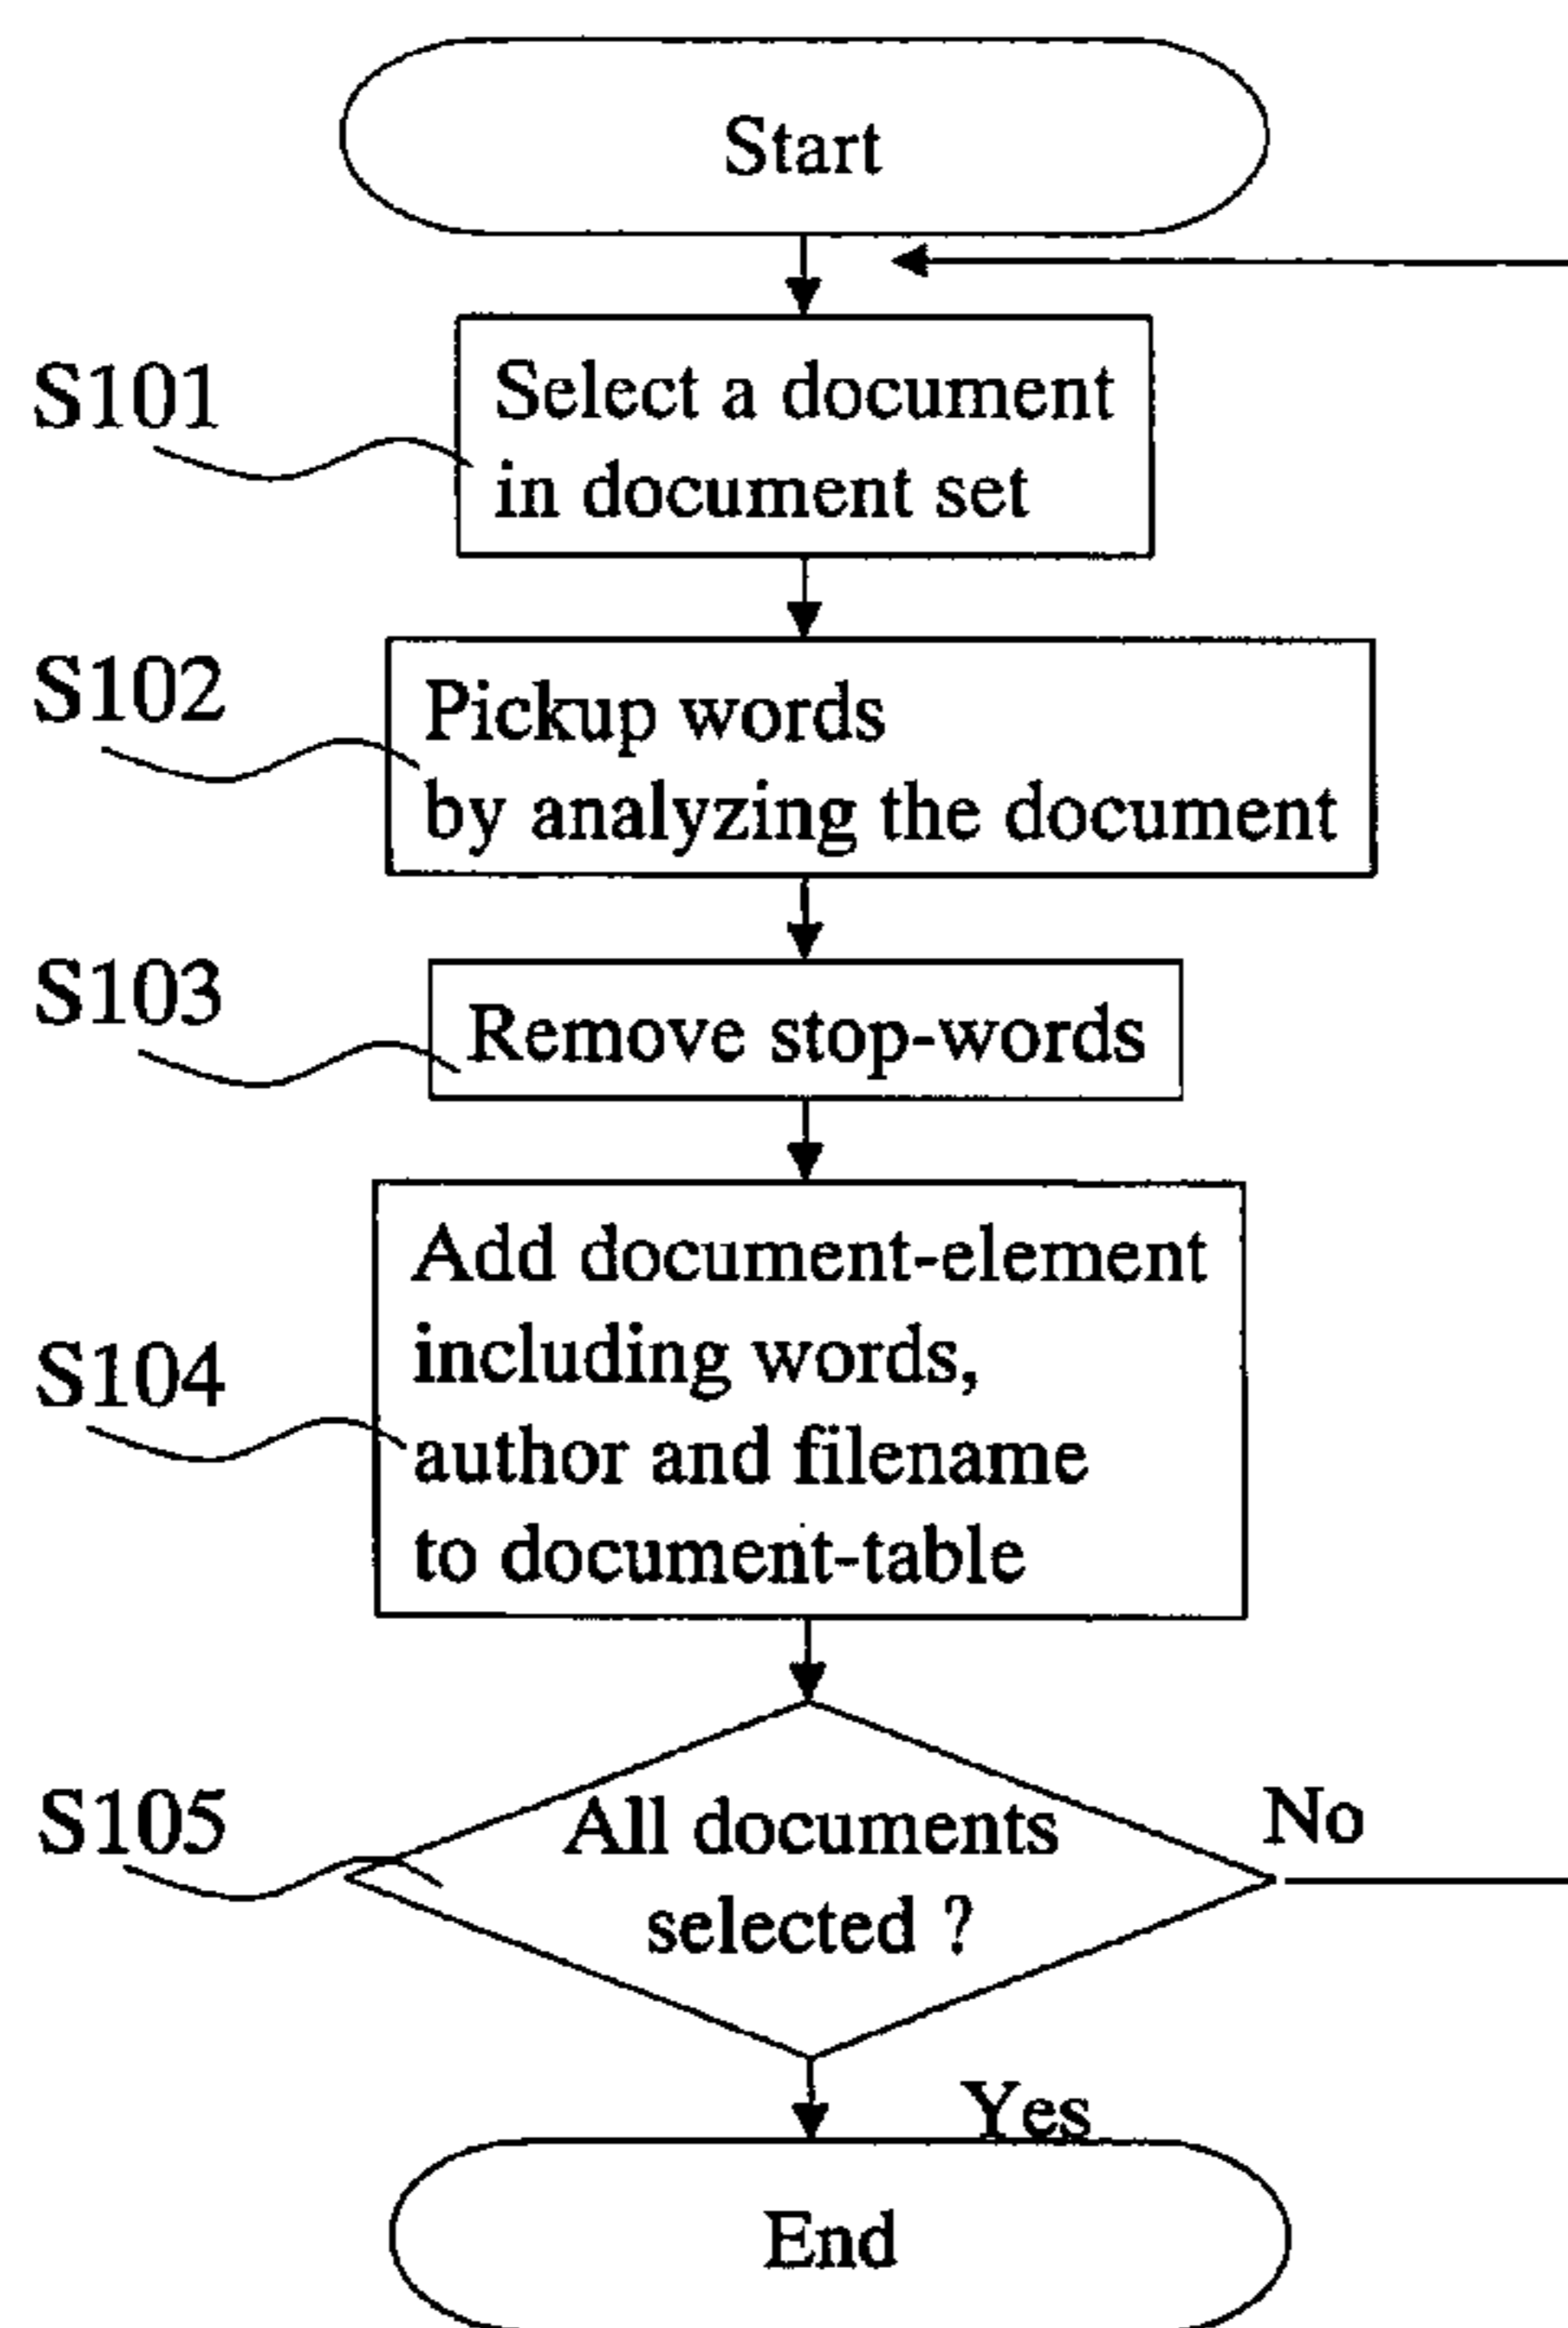 Start
S101
Select a document
in document set
S102
Pickup words
by analyzing the document
S103
Remove stop-words
S104
Add document-element
including words,
author and filename
to document-table
S105
All documents
selected ?
No
Yes
End